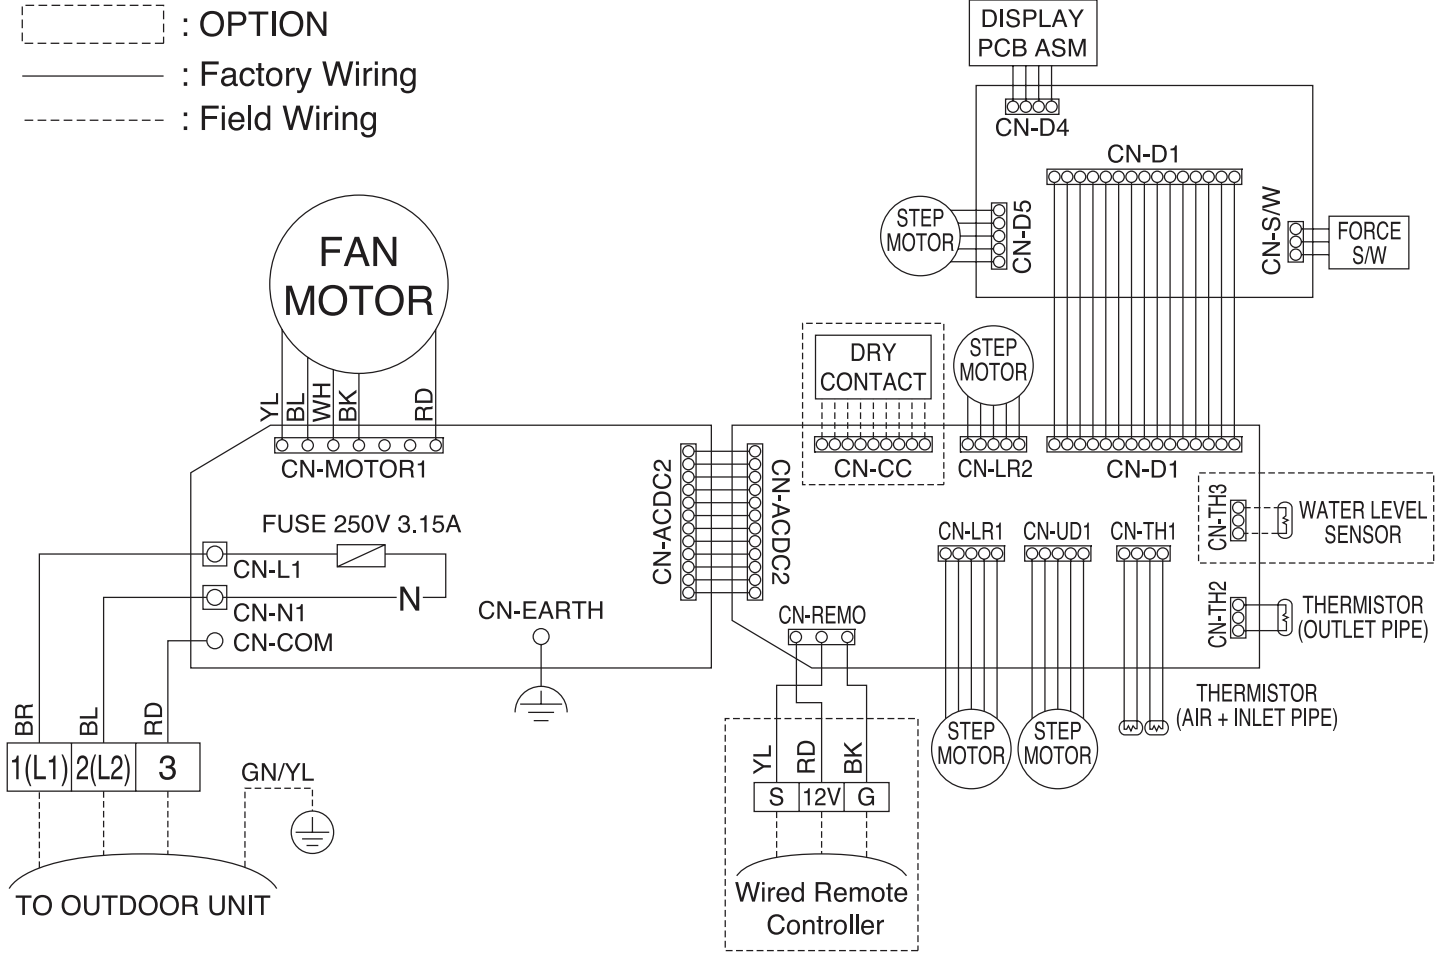 : OPTION
: Factory Wiring
: Field Wiring
DISPLAY
PCB ASM
CN-D4
CN-D1
STEP
MOTOR
CN-D5
CN-S/W
FORCE
S/W
FAN
MOTOR
YL
BL
WH
BK
RD
CN-MOTOR1
DRY
CONTACT
CN-CC
STEP
MOTOR
CN-LR2
CN-D1
CN-ACDC2
CN-ACDC2
FUSE 250V 3.15A
CN-L1
CN-N1
N
CN-COM
CN-EARTH
CN-LR1
CN-UD1
CN-TH1
CN-TH3
WATER LEVEL
SENSOR
CN-TH2
THERMISTOR
(OUTLET PIPE)
CN-REMO
THERMISTOR
(AIR + INLET PIPE)
STEP
MOTOR
STEP
MOTOR
BR
BL
RD
1(L1)
2(L2)
3
GN/YL
TO OUTDOOR UNIT
YL
RD
BK
S
12V
G
Wired Remote
Controller